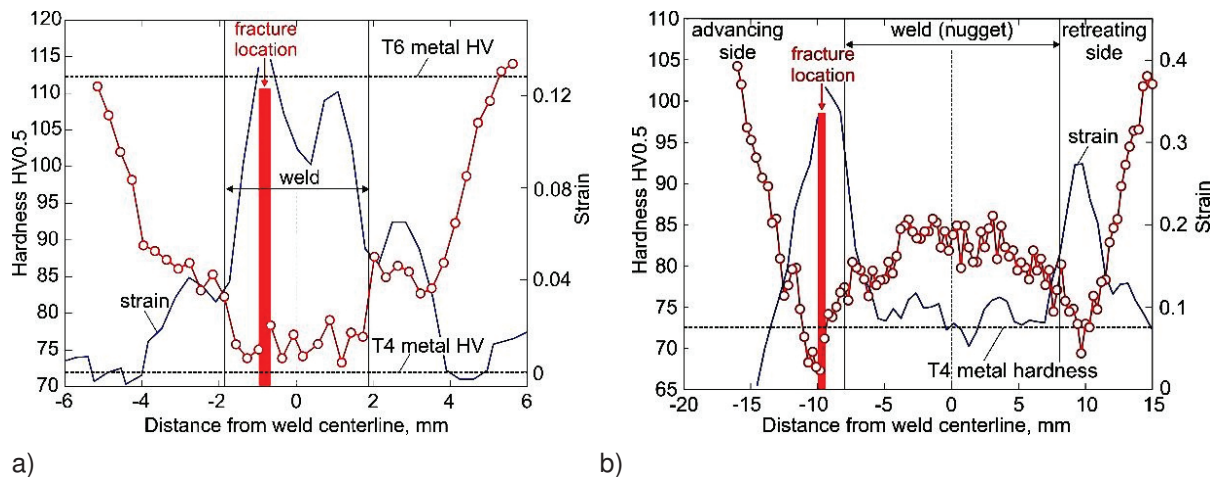 120
115
110
105
100
95
90
85
80
75
70
Hardness HV0.5
fracture
location
T6 metal HV
weld
strain
T4 metal HV
0.12
0.08
0.04
0
Strain
-6
-4
-2
0
2
4
6
Distance from weld centerline, mm
a)
110
105
100
95
90
85
80
75
70
65
Hardness HV0.5
advancing
side
weld (nugget)
retreating
side
fracture
location
strain
T4 metal hardness
0.4
0.3
0.2
0.1
0
Strain
-20
-15
-10
-5
0
5
10
15
Distance from weld centerline, mm
b)